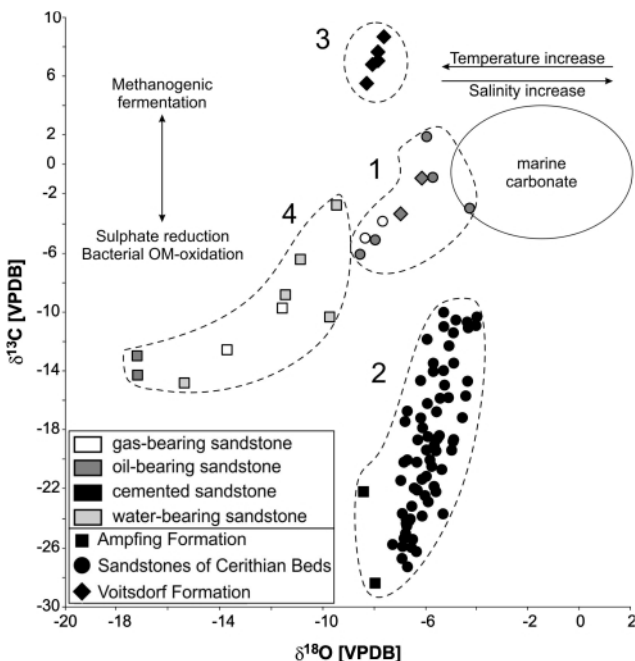 10
6
2
-2
-6
-10
-14
-18
-22
-26
-30
δ¹³C [VPDB]
3
Temperature increase
Salinity increase
Methanogenic
fermentation
1
marine
carbonate
4
Sulphate reduction
Bacterial OM-oxidation
2
gas-bearing sandstone
oil-bearing sandstone
cemented sandstone
water-bearing sandstone
Ampfing Formation
Sandstones of Cerithian Beds
Voitsdorf Formation
-20 -18 -16 -14 -12 -10 -8 -6 -4 -2 0 2
δ¹⁸O [VPDB]